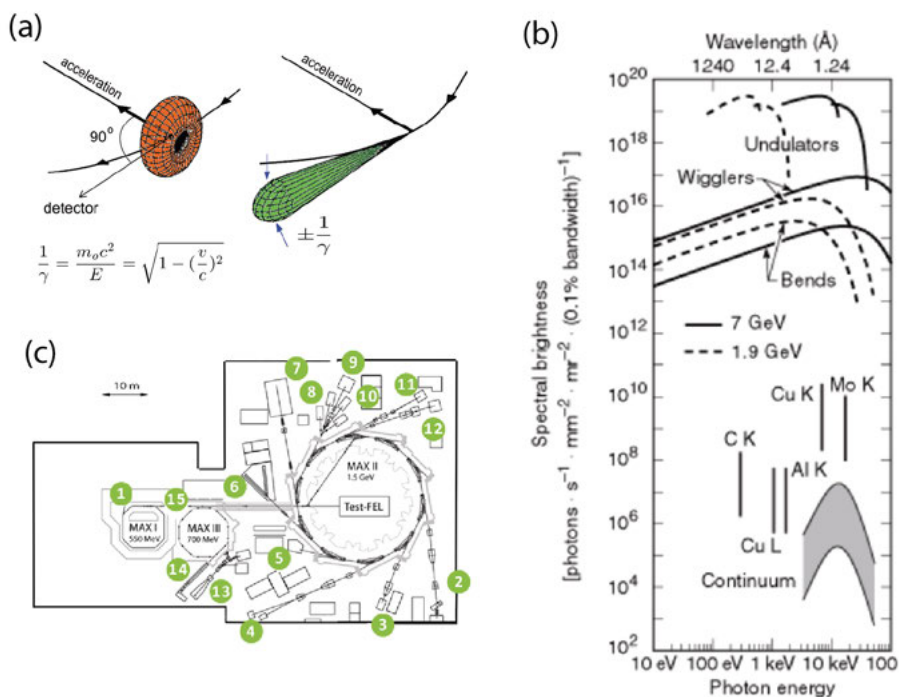 (a)
acceleration
90°
detector
acceleration
±1/γ
1/γ = m₀c²/E = √(1 − (v/c)²)
(b)
Wavelength (Å)
1240 12.4 1.24
10²⁰
10¹⁸
10¹⁶
10¹⁴
10¹²
10¹⁰
10⁸
10⁶
10⁴
10²
Spectral brightness
[photons · s⁻¹ · mm⁻² · mr⁻² · (0.1% bandwidth)⁻¹]
Undulators
Wigglers
Bends
7 GeV
1.9 GeV
Cu K
Mo K
C K
Al K
Cu L
Continuum
10 eV 100 eV 1 keV 10 keV 100
Photon energy
(c)
10 m
7
9
8
10
11
12
6
1
15
MAX I
550 MeV
MAX III
700 MeV
MAX II
1.5 GeV
Test-FEL
14
13
5
2
4
3